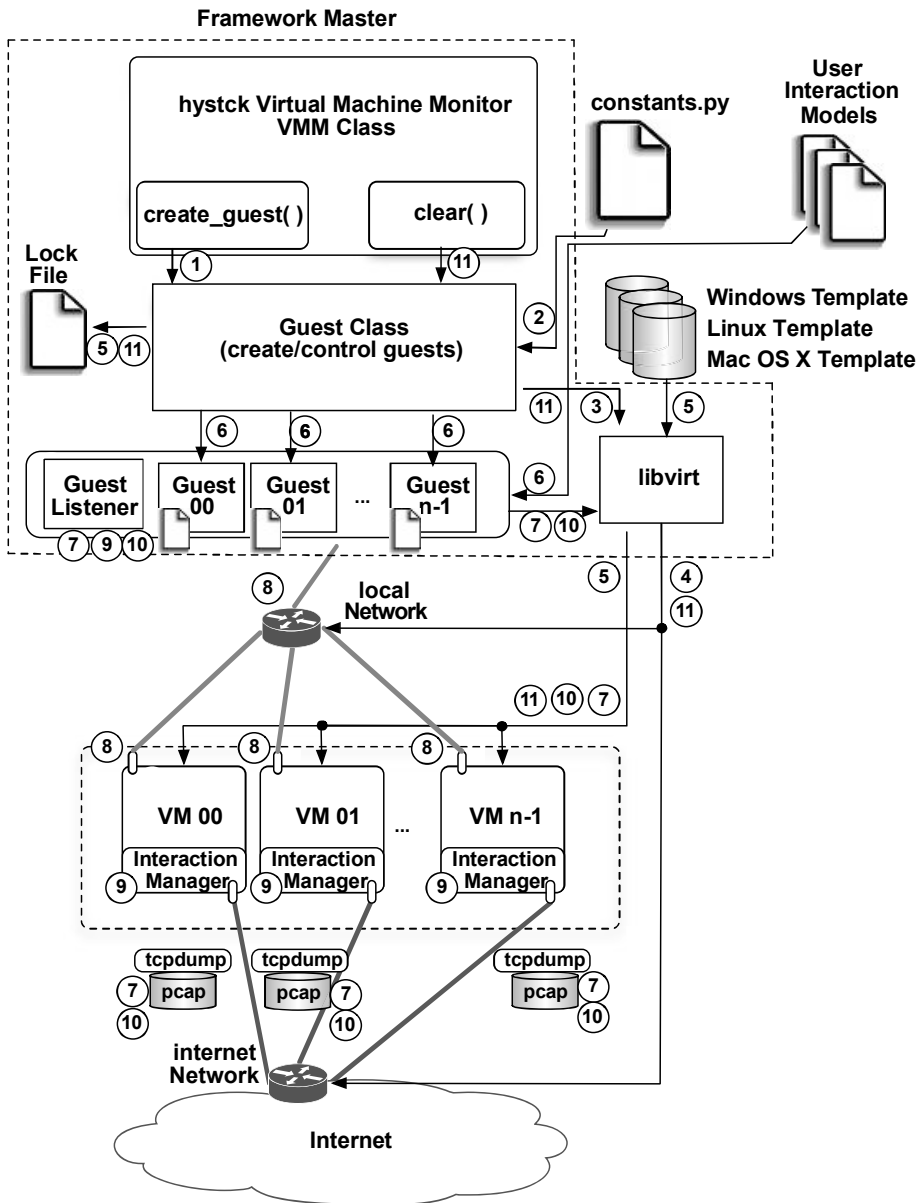 Framework Master
hystck Virtual Machine Monitor
VMM Class
create_guest( )
clear( )
constants.py
User
Interaction
Models
1
11
Lock
File
5 11
Guest Class
(create/control guests)
2
Windows Template
Linux Template
Mac OS X Template
11 3 5
6 6 6
libvirt
Guest
Listener
Guest
00
Guest
01
...
Guest
n-1
6
7 10
7 9 10
5 4
11
8
local
Network
11 10 7
8 8 8
VM 00
VM 01
...
VM n-1
Interaction
Manager
Interaction
Manager
Interaction
Manager
9 9 9
tcpdump
pcap
7
10
tcpdump
pcap
7
10
tcpdump
pcap
7
10
internet
Network
Internet